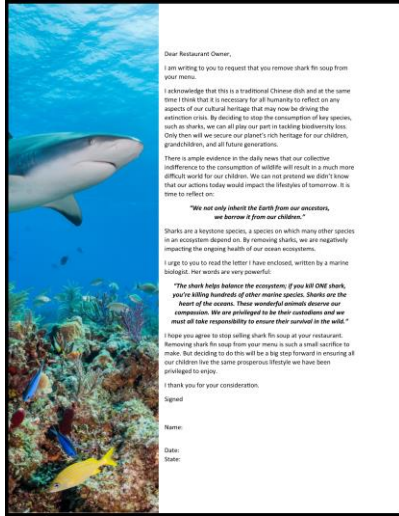 Dear Restaurant Owner,
I am writing to you to request that you remove shark fin soup from
your menu.
I acknowledge that this is a traditional Chinese dish and at the same
time I think that it is necessary for all humanity to reflect on any
aspects of our cultural heritage that may now be driving the
extinction crisis. By deciding to stop the consumption of key species,
such as sharks, we can all play our part in tackling biodiversity loss.
Only then will we secure our planet's rich heritage for our children,
grandchildren, and all future generations.
There is ample evidence in the daily news that our collective
indifference to the consumption of wildlife will result in a much more
difficult world for our children. We can not pretend we didn't know
that our actions today would impact the lifestyles of tomorrow. It is
time to reflect on:
"We not only inherit the Earth from our ancestors,
we borrow it from our children."
Sharks are a keystone species, a species on which many other species
in an ecosystem depend on. By removing sharks, we are negatively
impacting the ongoing health of our ocean ecosystems.
I urge to you to read the letter I have enclosed, written by a marine
biologist. Her words are very powerful:
"The shark helps balance the ecosystem; if you kill ONE shark,
you're killing hundreds of other marine species. Sharks are the
heart of the oceans. These wonderful animals deserve our
compassion. We are privileged to be their custodians and we
must all take responsibility to ensure their survival in the wild."
I hope you agree to stop selling shark fin soup at your restaurant.
Removing shark fin soup from your menu is such a small sacrifice to
make. But deciding to do this will be a big step forward in ensuring all
our children live the same prosperous lifestyle we have been
privileged to enjoy.
I thank you for your consideration.
Signed
Name:
Date:
State: